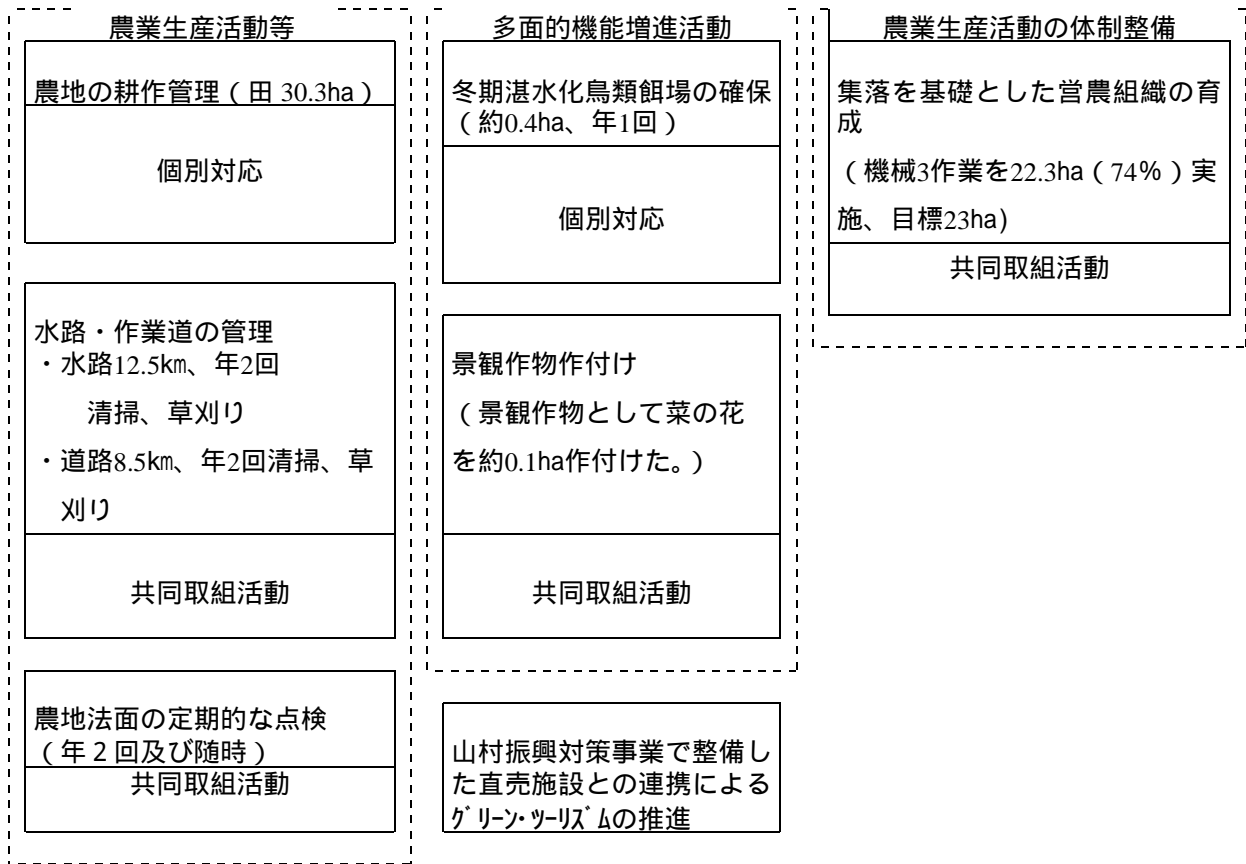 農業生産活動等
農地の耕作管理（田 30.3ha）
個別対応
水路・作業道の管理
・水路12.5㎞、年2回
清掃、草刈り
・道路8.5㎞、年2回清掃、草
刈り
共同取組活動
農地法面の定期的な点検
（年２回及び随時）
共同取組活動
多面的機能増進活動
冬期湛水化鳥類餌場の確保
（約0.4ha、年1回）
個別対応
景観作物作付け
（景観作物として菜の花
を約0.1ha作付けた。）
共同取組活動
山村振興対策事業で整備し
た直売施設との連携による
ｸﾞﾘｰﾝ･ﾂｰﾘｽﾞﾑの推進
農業生産活動の体制整備
集落を基礎とした営農組織の育
成
（機械3作業を22.3ha（74％）実
施、目標23ha)
共同取組活動